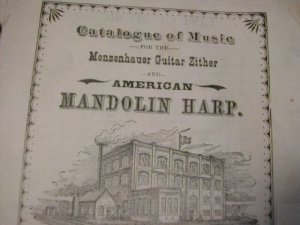 Catalogue of Music
—FOR THE—
Menzenhauer Guitar Zither
—AND—
AMERICAN
MANDOLIN HARP.